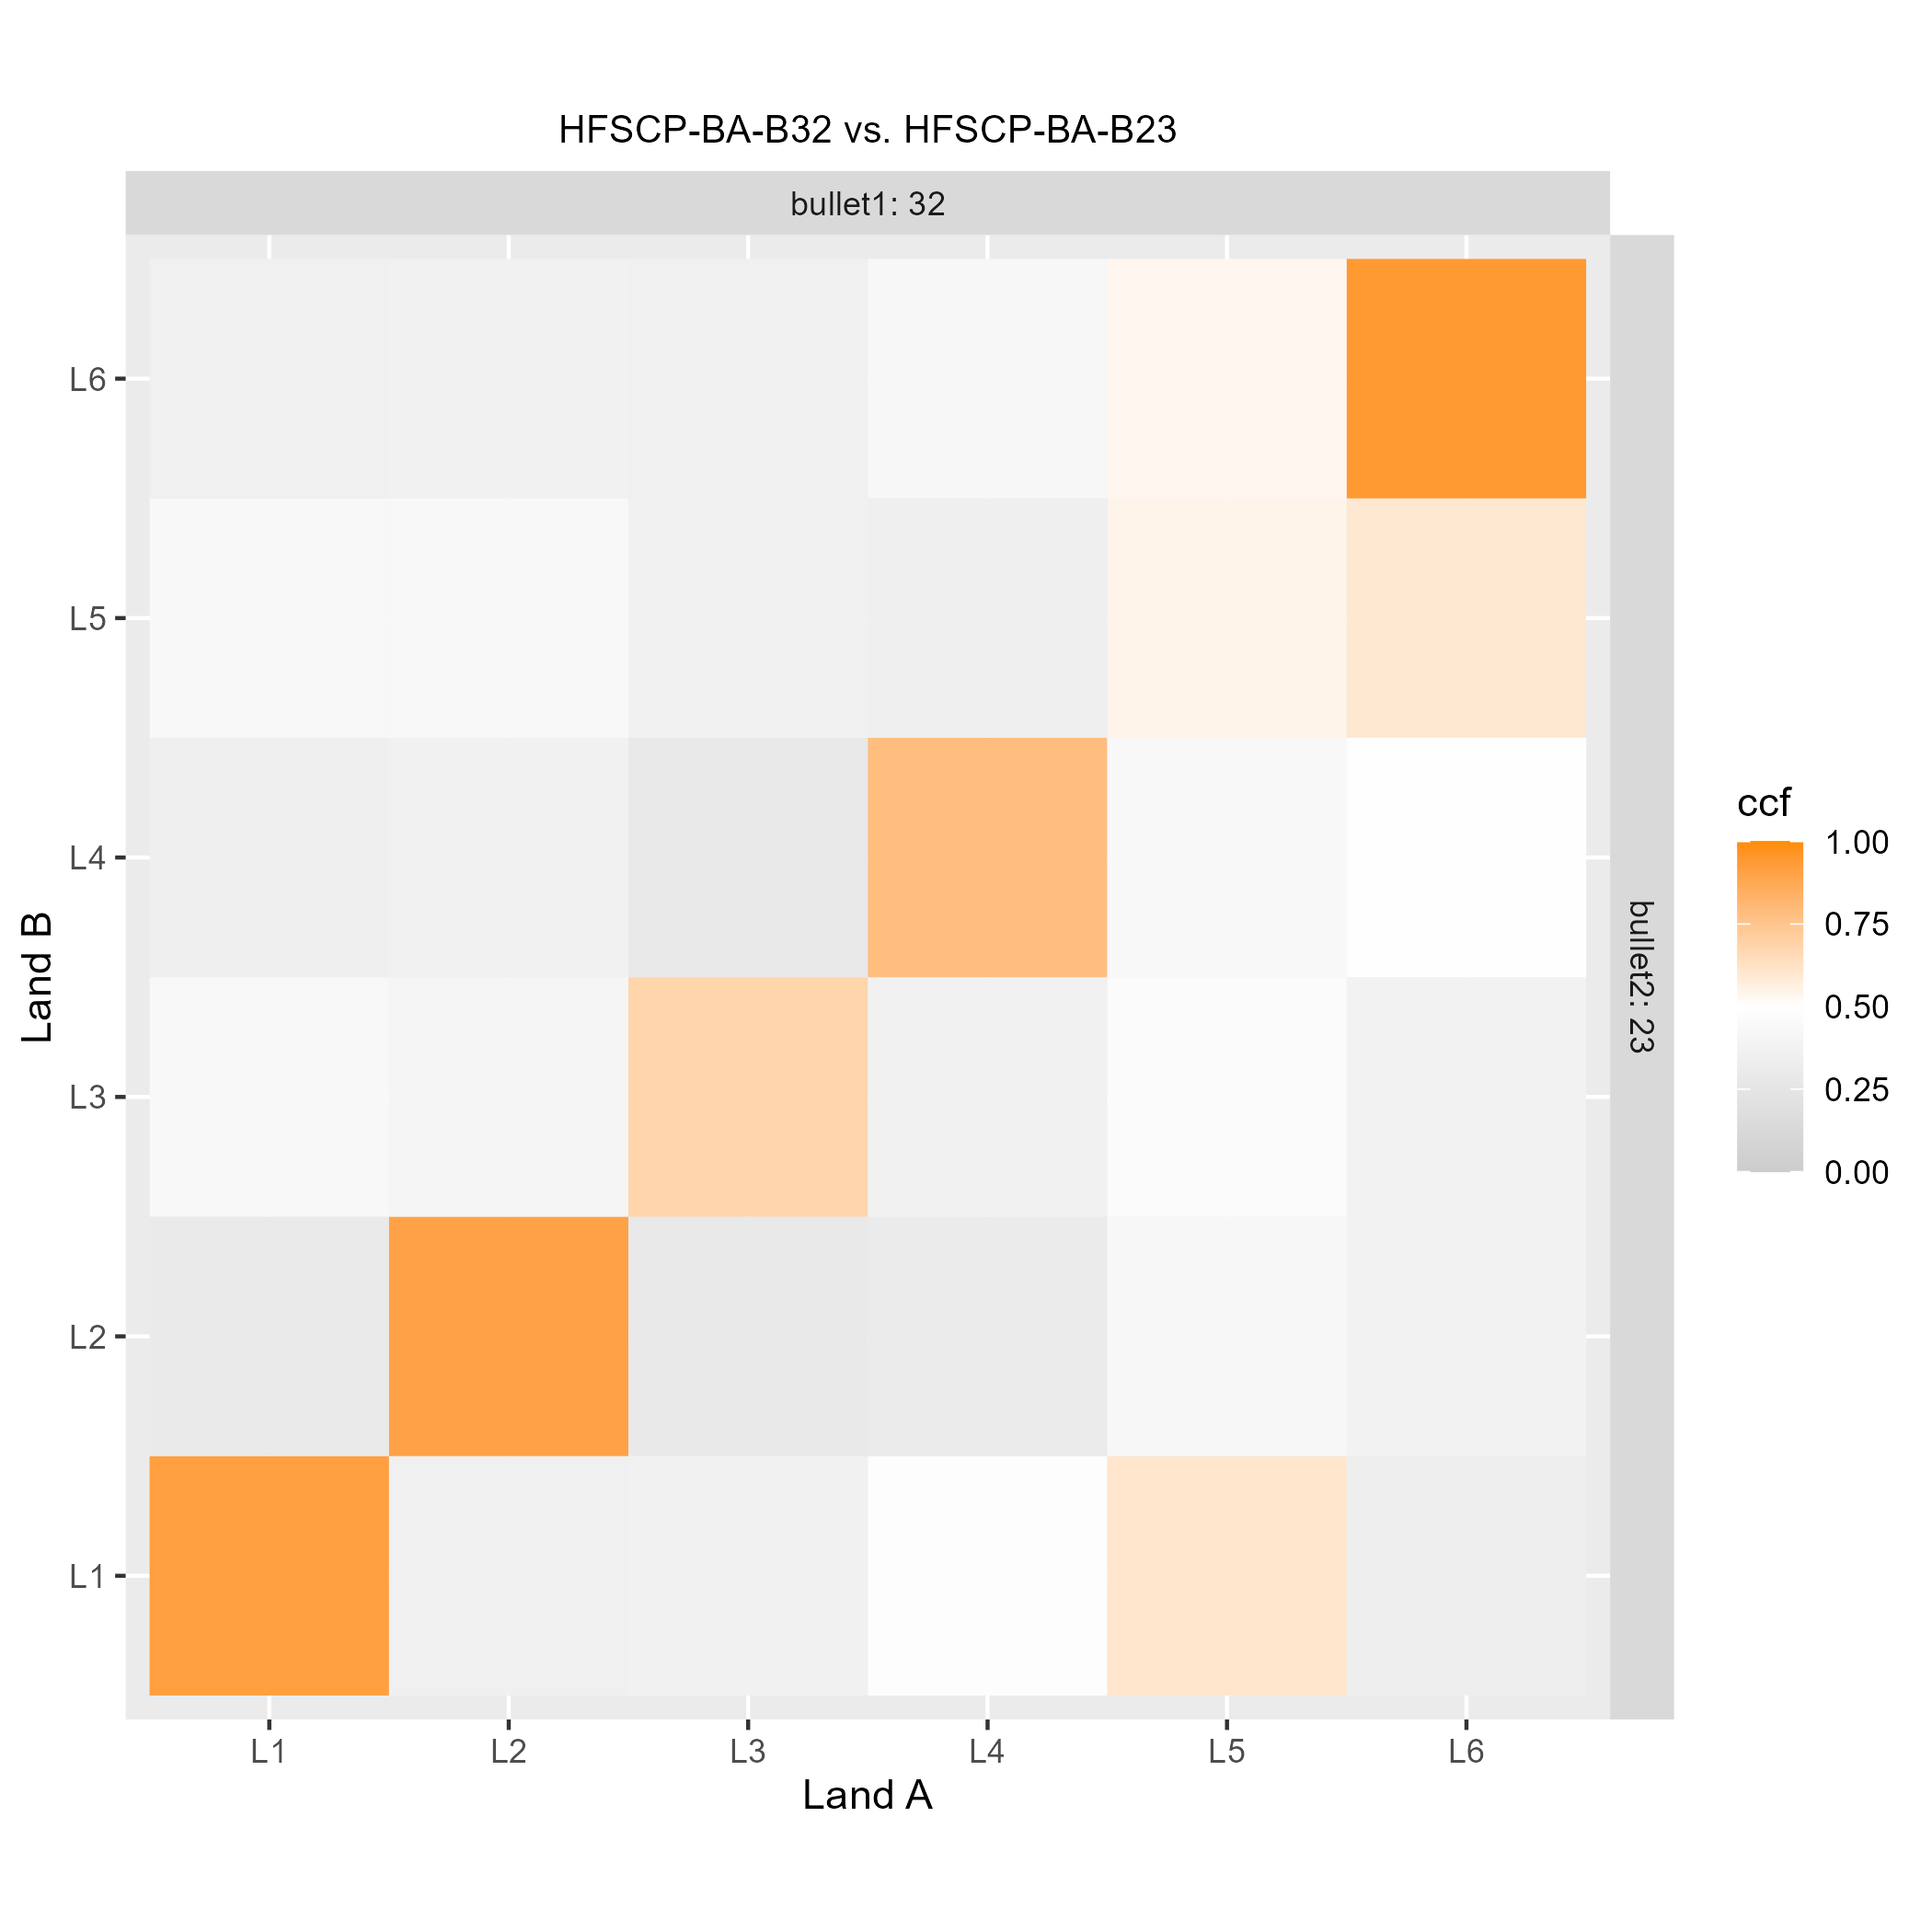 HFSCP-BA-B32 vs. HFSCP-BA-B23
bullet1: 32
L6
L5
L4
L3
L2
L1
Land B
bullet2: 23
L1
L2
L3
L4
L5
L6
Land A
ccf
1.00
0.75
0.50
0.25
0.00